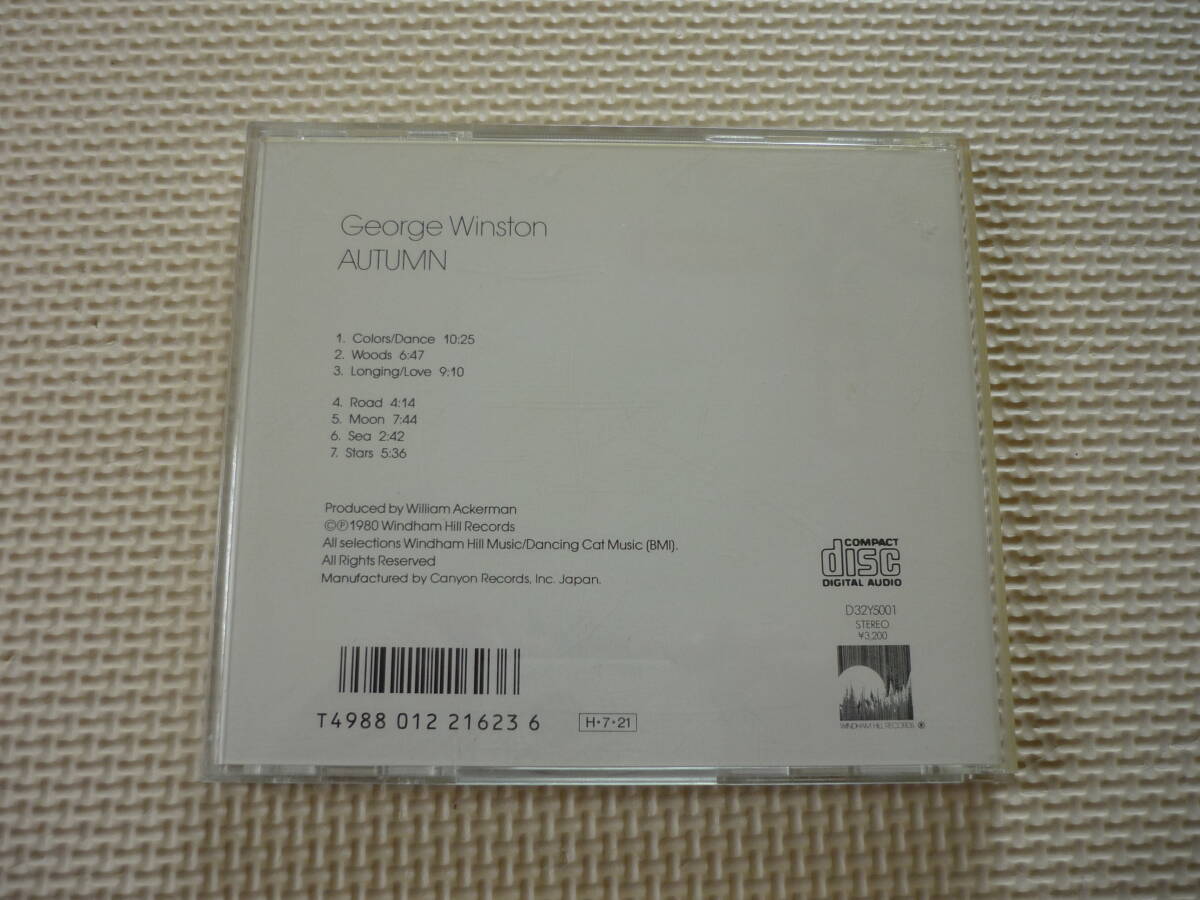 George Winston
AUTUMN
1. Colors/Dance 10:25
2. Woods 6:47
3. Longing/Love 9:10
4. Road 4:14
5. Moon 7:44
6. Sea 2:42
7. Stars 5:36
Produced by William Ackerman
©℗1980 Windham Hill Records
All selections Windham Hill Music/Dancing Cat Music (BMI).
All Rights Reserved
Manufactured by Canyon Records, Inc. Japan.
COMPACT
disc
DIGITAL AUDIO
D32Y5001
STEREO
¥3,200
WINDHAM HILL RECORDS ®
T4988 012 21623 6
H•7•21